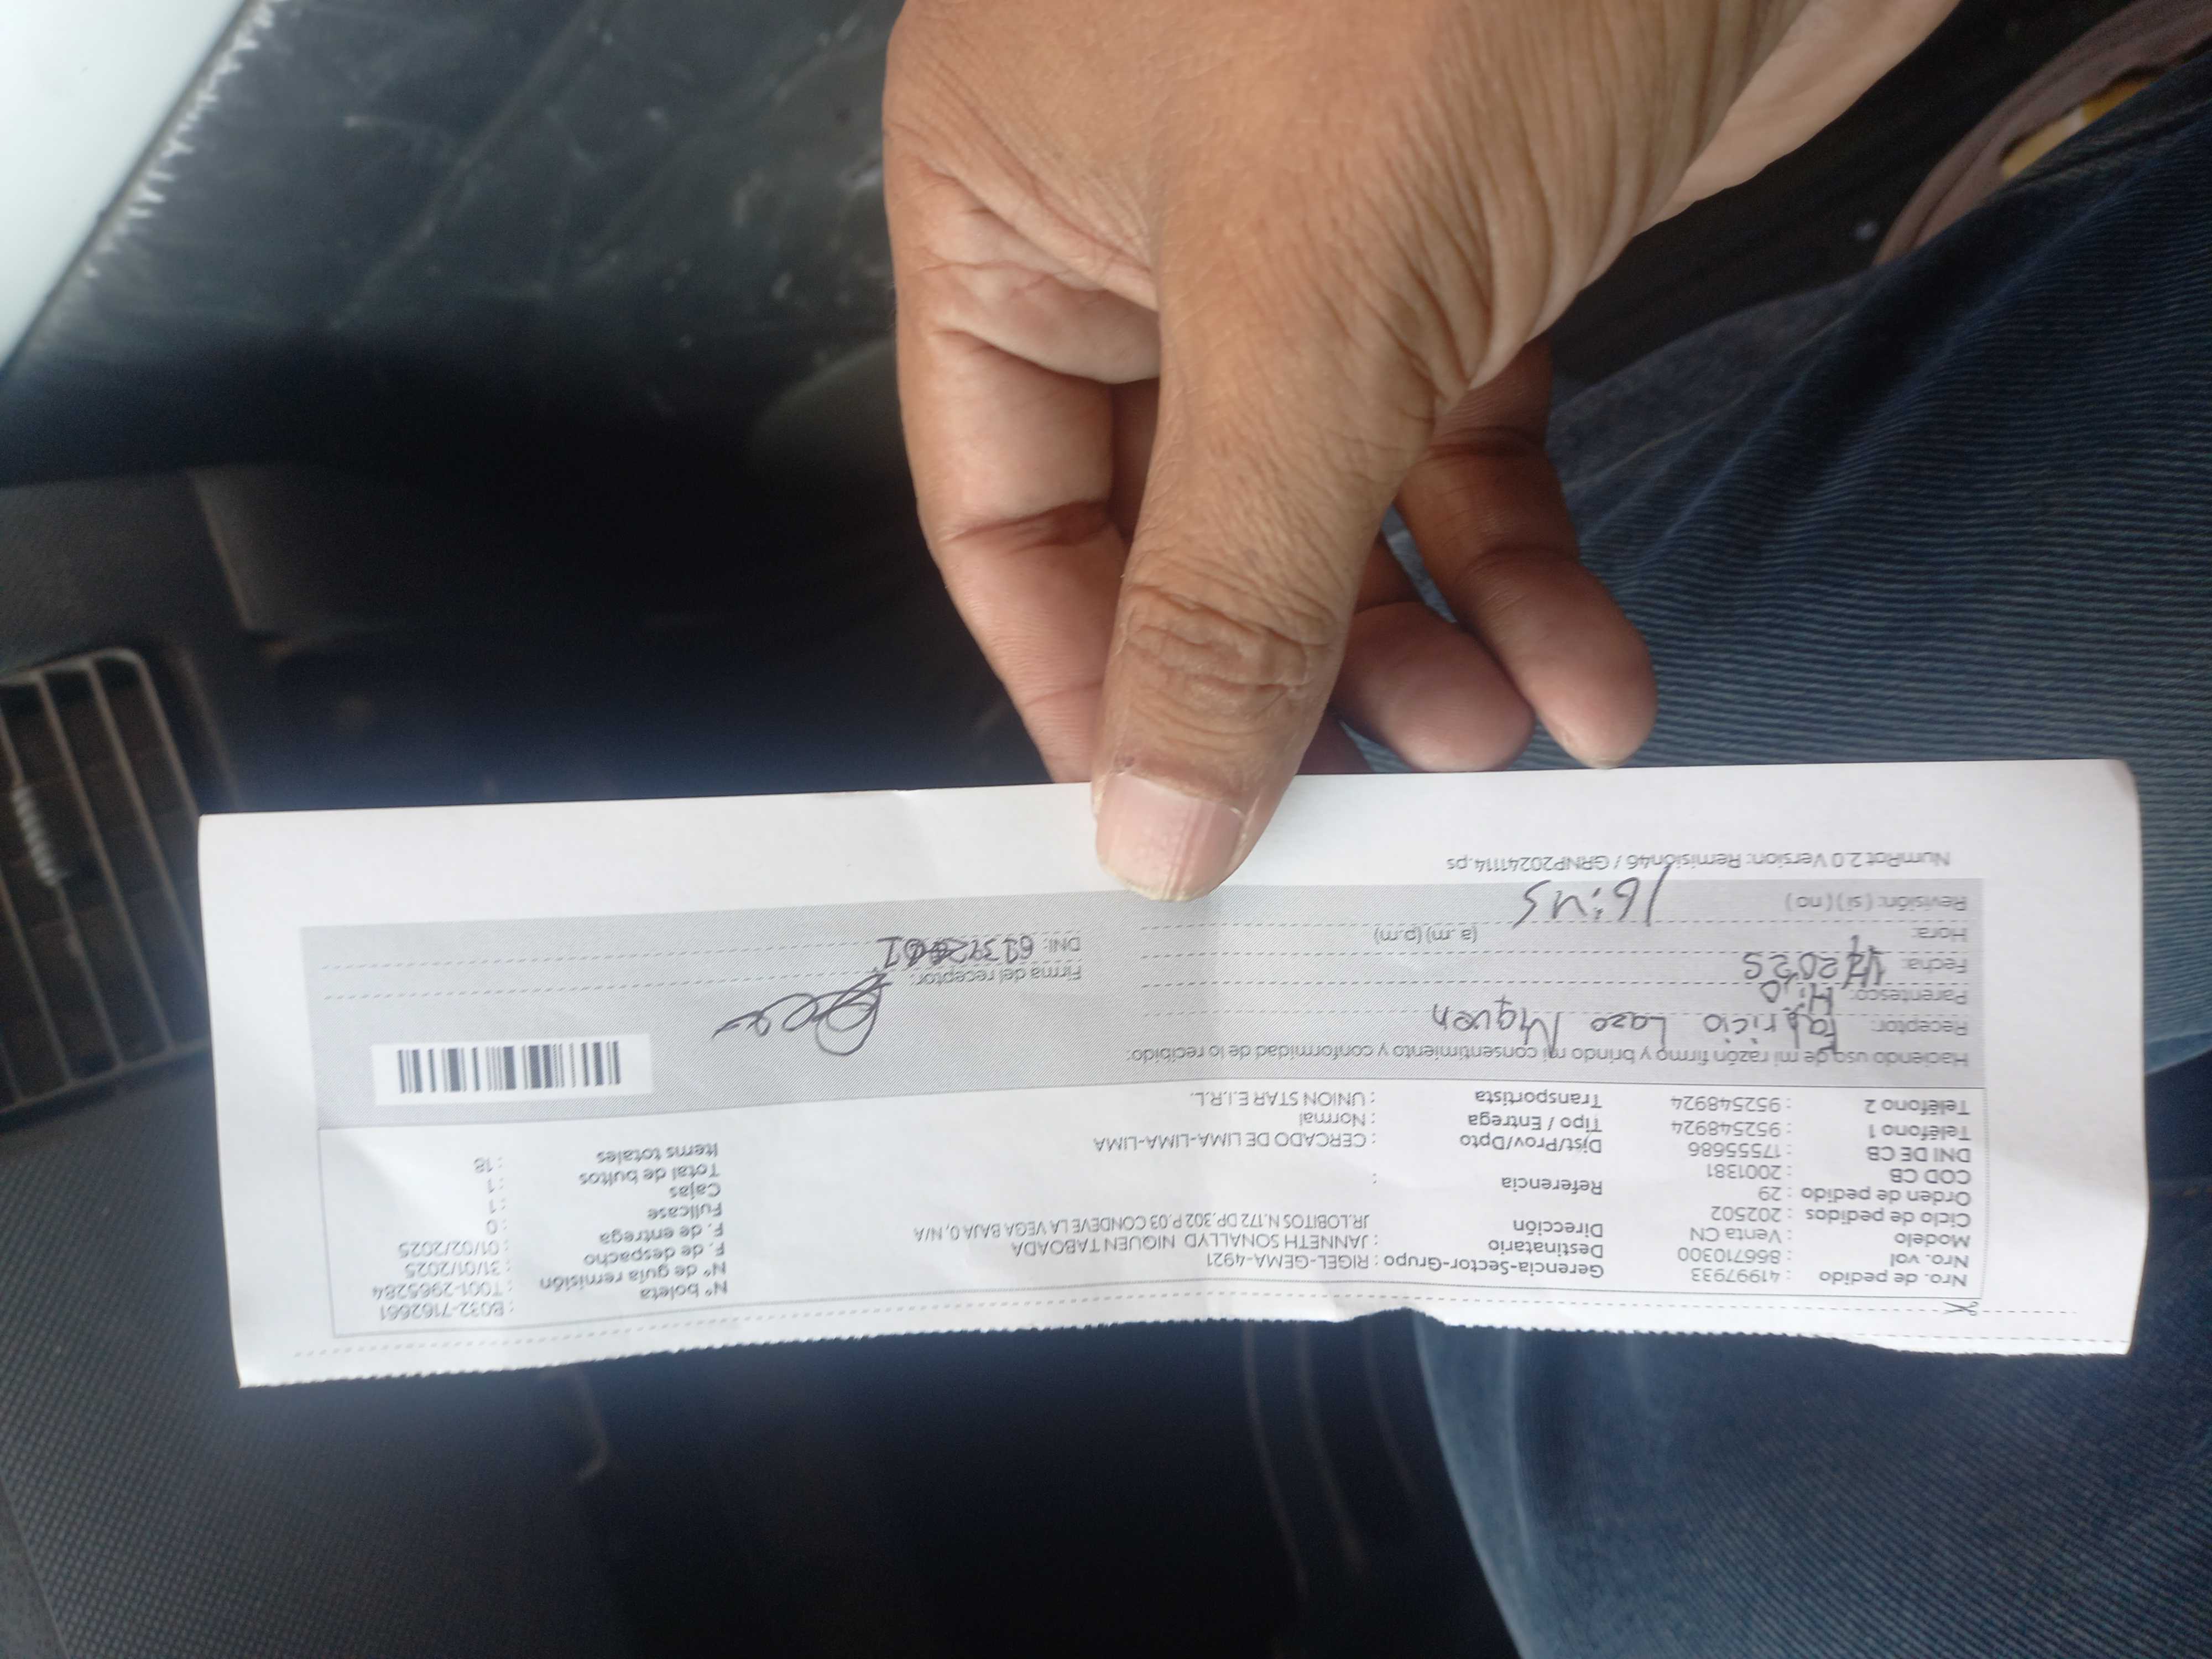 Nro. de pedido : 41997933
Nro. vol : 866710300
Modelo : Venta CN
Ciclo de pedidos : 202502
Orden de pedido : 29
COD CB : 2001381
DNI DE CB : 17555686
Teléfono 1 : 952548924
Teléfono 2 : 952548924
Gerencia-Sector-Grupo : RIGEL-GEMA-4921
Destinatario : JANNETH SONALLYD NIQUEN TABOADA
Dirección JR.LOBITOS N.172 DP.302 P.03 CONDEVE LA VEGA BAJA 0, N/A
Referencia :
Dist/Prov/Dpto : CERCADO DE LIMA-LIMA-LIMA
Tipo / Entrega : Normal
Transportista : UNION STAR E.I.R.L.
N° boleta : B032-7162661
N° de guía remisión : T001-2965284
F. de despacho : 31/01/2025
F. de entrega : 01/02/2025
Fullcase : 0
Cajas : 1
Total de bultos : 1
Items totales : 18
Haciendo uso de mi razón firmo y brindo mi consentimiento y conformidad de lo recibido:
Receptor: Fabricio Lazo Niquen
Parentesco: Hijo
Fecha: 2025
Hora: (a.m) (p.m)
16:45
Revisión: ( si ) ( no )
Firma del receptor:
DNI:
NumRot 2.0 Version: Remisión46 / GRNP20241114.ps